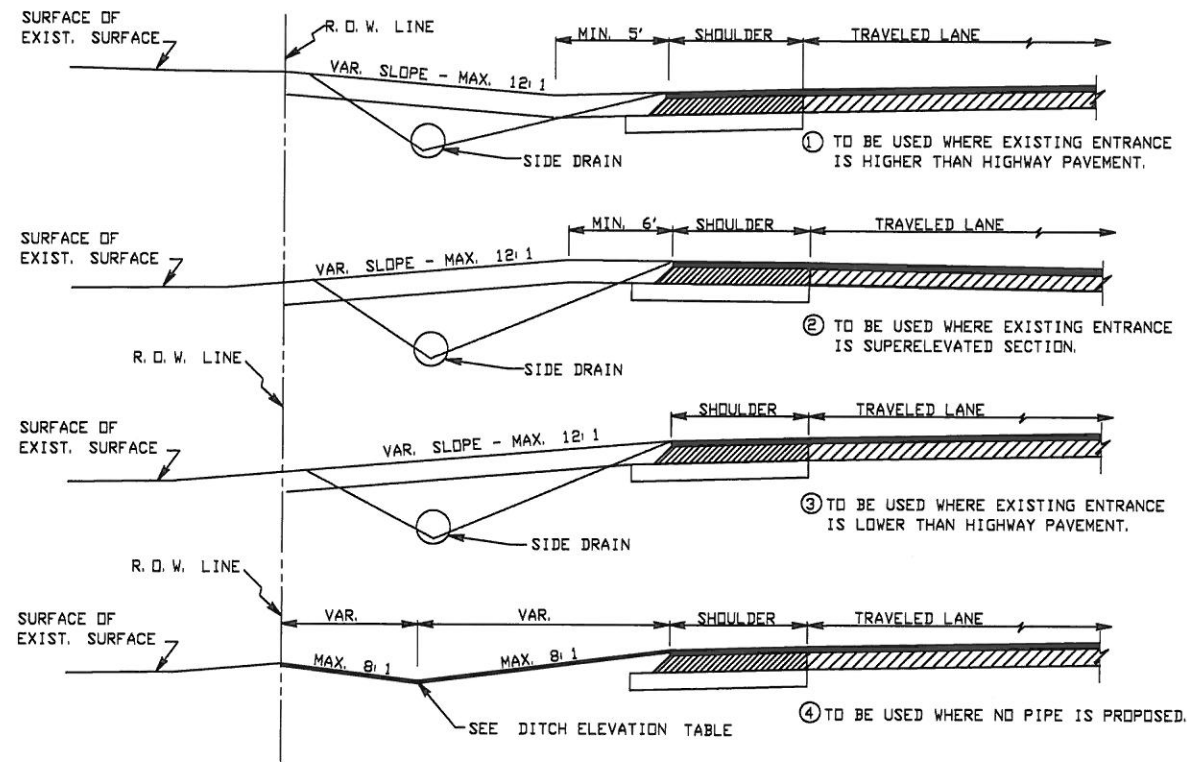 SURFACE OF
EXIST. SURFACE
R. O. W. LINE
MIN. 5'
SHOULDER
TRAVELED LANE
VAR. SLOPE - MAX. 12:1
SIDE DRAIN
1 TO BE USED WHERE EXISTING ENTRANCE
IS HIGHER THAN HIGHWAY PAVEMENT.
SURFACE OF
EXIST. SURFACE
MIN. 6'
SHOULDER
TRAVELED LANE
VAR. SLOPE - MAX. 12:1
SIDE DRAIN
2 TO BE USED WHERE EXISTING ENTRANCE
IS SUPERELEVATED SECTION.
R. O. W. LINE
SURFACE OF
EXIST. SURFACE
SHOULDER
TRAVELED LANE
VAR. SLOPE - MAX. 12:1
SIDE DRAIN
3 TO BE USED WHERE EXISTING ENTRANCE
IS LOWER THAN HIGHWAY PAVEMENT.
R. O. W. LINE
SURFACE OF
EXIST. SURFACE
VAR.
VAR.
SHOULDER
TRAVELED LANE
MAX. 8:1
MAX. 8:1
SEE DITCH ELEVATION TABLE
4 TO BE USED WHERE NO PIPE IS PROPOSED.